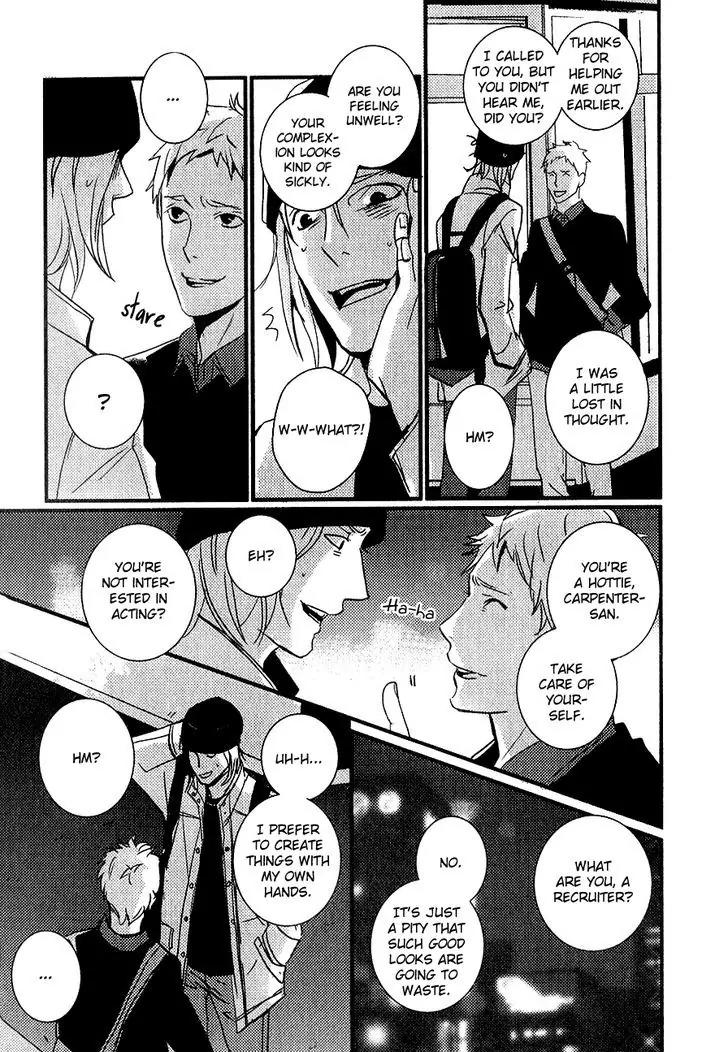 THANKS
FOR
HELPING
ME OUT
EARLIER.
I CALLED
TO YOU, BUT
YOU DIDN'T
HEAR ME,
DID YOU?
I WAS
A LITTLE
LOST IN
THOUGHT.
HM?
ARE YOU
FEELING
UNWELL?
YOUR
COMPLEX-
ION LOOKS
KIND OF
SICKLY.
W-W-WHAT?!
...
stare
?
YOU'RE
A HOTTIE,
CARPENTER-
SAN.
TAKE
CARE OF
YOUR-
SELF.
Ha-ha
EH?
YOU'RE
NOT INTER-
ESTED IN
ACTING?
WHAT
ARE YOU, A
RECRUITER?
NO.
IT'S JUST
A PITY THAT
SUCH GOOD
LOOKS ARE
GOING TO
WASTE.
UH-H...
I PREFER
TO CREATE
THINGS WITH
MY OWN
HANDS.
HM?
...